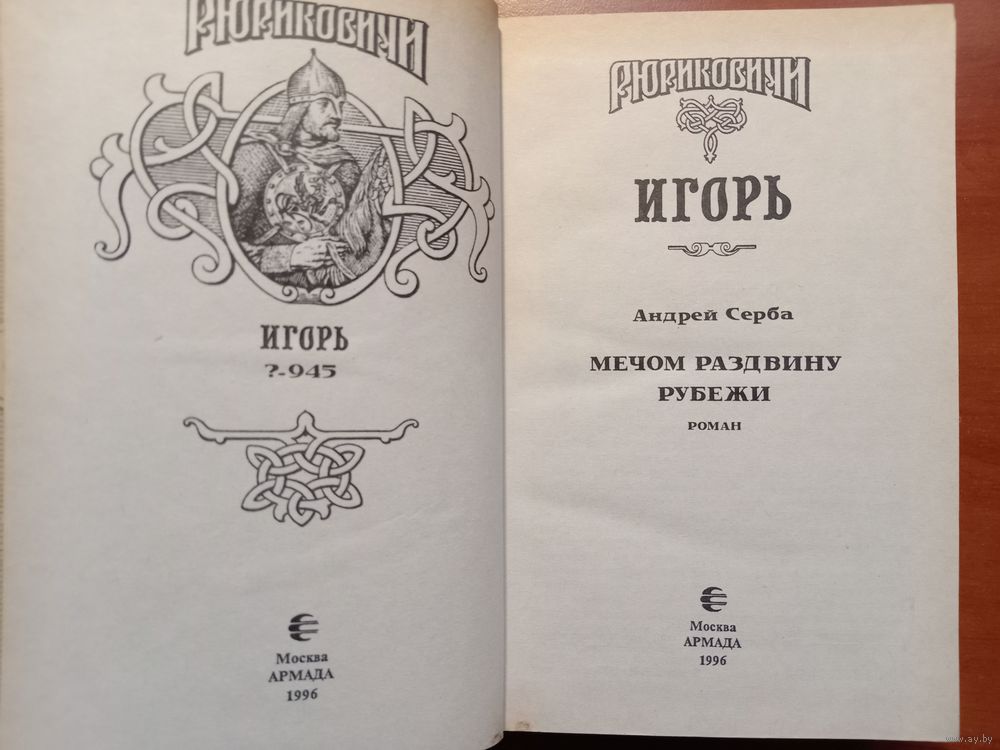 РЮРИКОВИЧИ
ИГОРЬ
?-945
Москва
АРМАДА
1996
РЮРИКОВИЧИ
ИГОРЬ
Андрей Серба
МЕЧОМ РАЗДВИНУ
РУБЕЖИ
РОМАН
Москва
АРМАДА
1996
www.ay.by